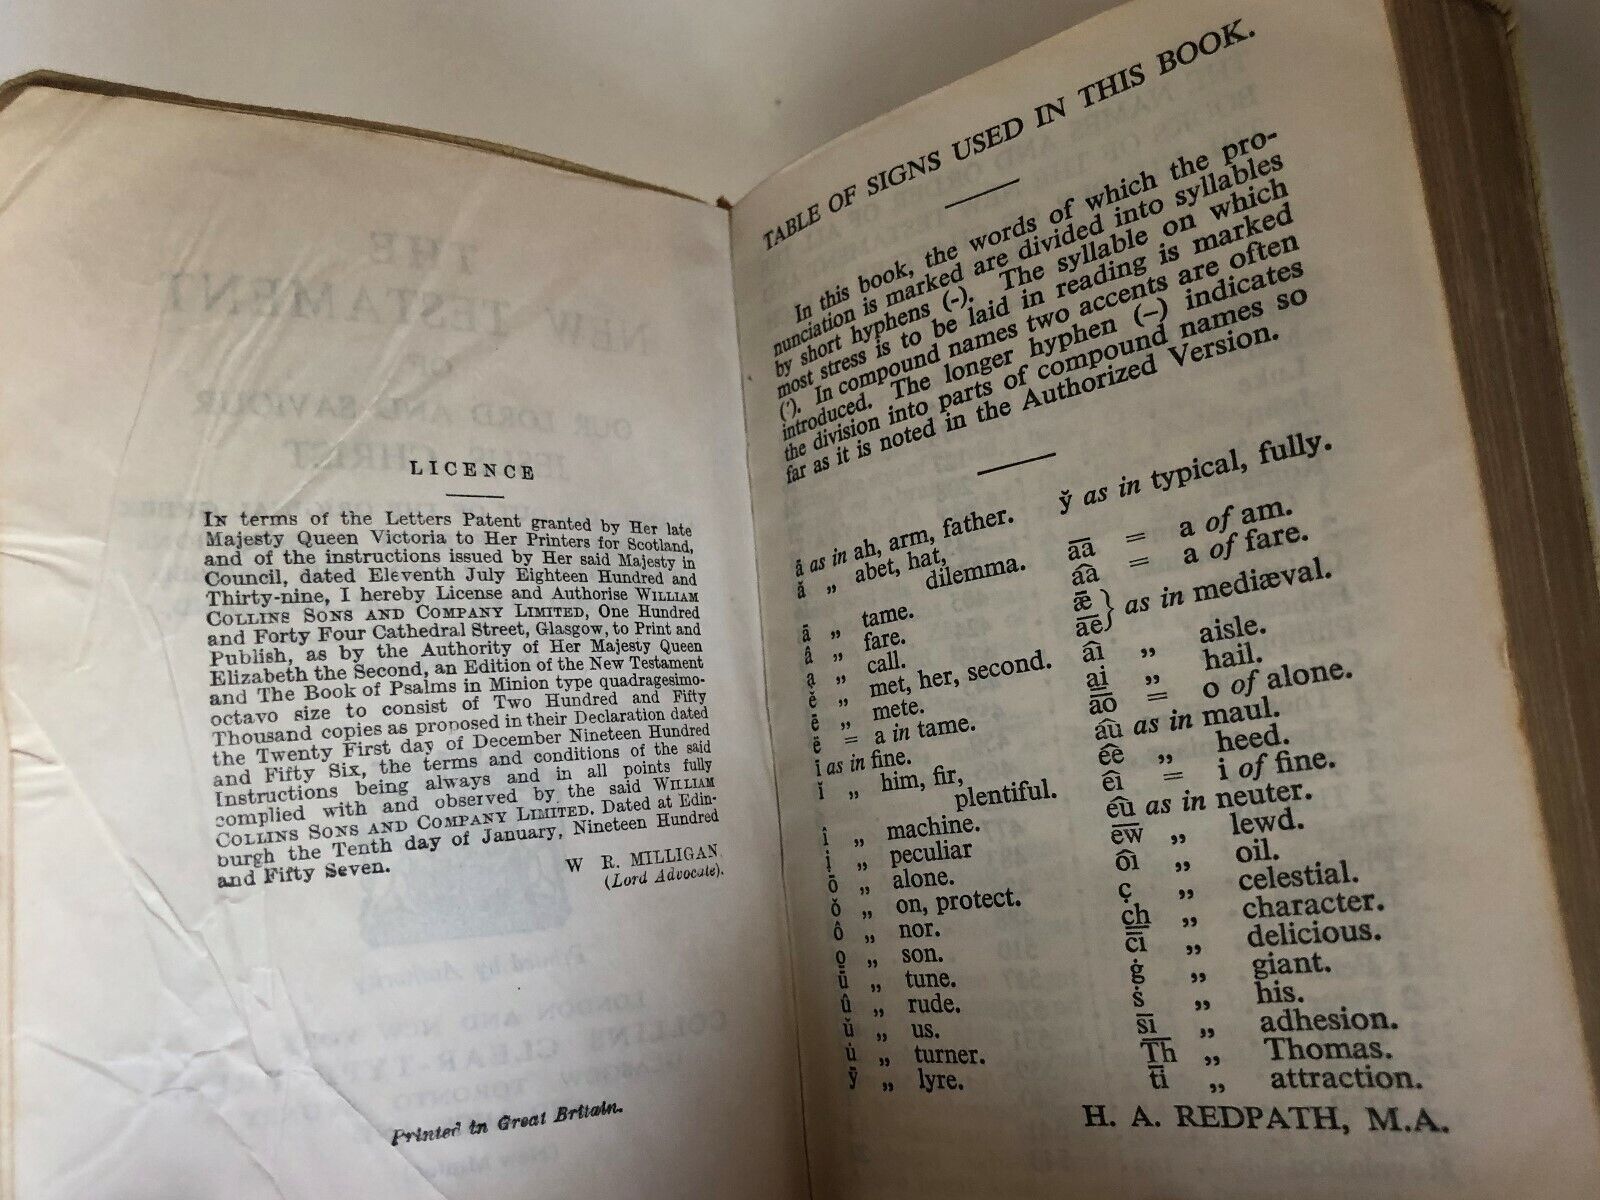 LICENCE
IN terms of the Letters Patent granted by Her late
Majesty Queen Victoria to Her Printers for Scotland,
and of the instructions issued by Her said Majesty in
Council, dated Eleventh July Eighteen Hundred and
Thirty-nine, I hereby License and Authorise WILLIAM
COLLINS SONS AND COMPANY LIMITED, One Hundred
and Forty Four Cathedral Street, Glasgow, to Print and
Publish, as by the Authority of Her Majesty Queen
Elizabeth the Second, an Edition of the New Testament
and The Book of Psalms in Minion type quadragesimo-
octavo size to consist of Two Hundred and Fifty
Thousand copies as proposed in their Declaration dated
the Twenty First day of December Nineteen Hundred
and Fifty Six, the terms and conditions of the said
Instructions being always and in all points fully
complied with and observed by the said WILLIAM
COLLINS SONS AND COMPANY LIMITED. Dated at Edin-
burgh the Tenth day of January, Nineteen Hundred
and Fifty Seven.
W R. MILLIGAN
(Lord Advocate).
Printed in Great Britain.
TABLE OF SIGNS USED IN THIS BOOK.
In this book, the words of which the pro-
nunciation is marked are divided into syllables
by short hyphens (-). The syllable on which
most stress is to be laid in reading is marked
('). In compound names two accents are often
introduced. The longer hyphen (–) indicates
the division into parts of compound names so
far as it is noted in the Authorized Version.
ä as in ah, arm, father.
ă „ abet, hat,
dilemma.
ā „ tame.
â „ fare.
ạ „ call.
ĕ „ met, her, second.
ē „ mete.
ë = a in tame.
ī as in fine.
ĭ „ him, fir,
plentiful.
î „ machine.
ị „ peculiar
ō „ alone.
ŏ „ on, protect.
ô „ nor.
o̱ „ son.
ū „ tune.
û „ rude.
ŭ „ us.
u̇ „ turner.
ȳ „ lyre.
y̆ as in typical, fully.
a͞a = a of am.
âa = a of fare.
ǣ } as in mediæval.
a͞e }
âi „ aisle.
ai „ hail.
a͞o = o of alone.
âu as in maul.
êe „ heed.
êi = i of fine.
eû as in neuter.
e͞w „ lewd.
ôi „ oil.
ç „ celestial.
c͟h „ character.
c͞i „ delicious.
ġ „ giant.
ṡ „ his.
s͞i „ adhesion.
T͞h „ Thomas.
t͞i „ attraction.
H. A. REDPATH, M.A.